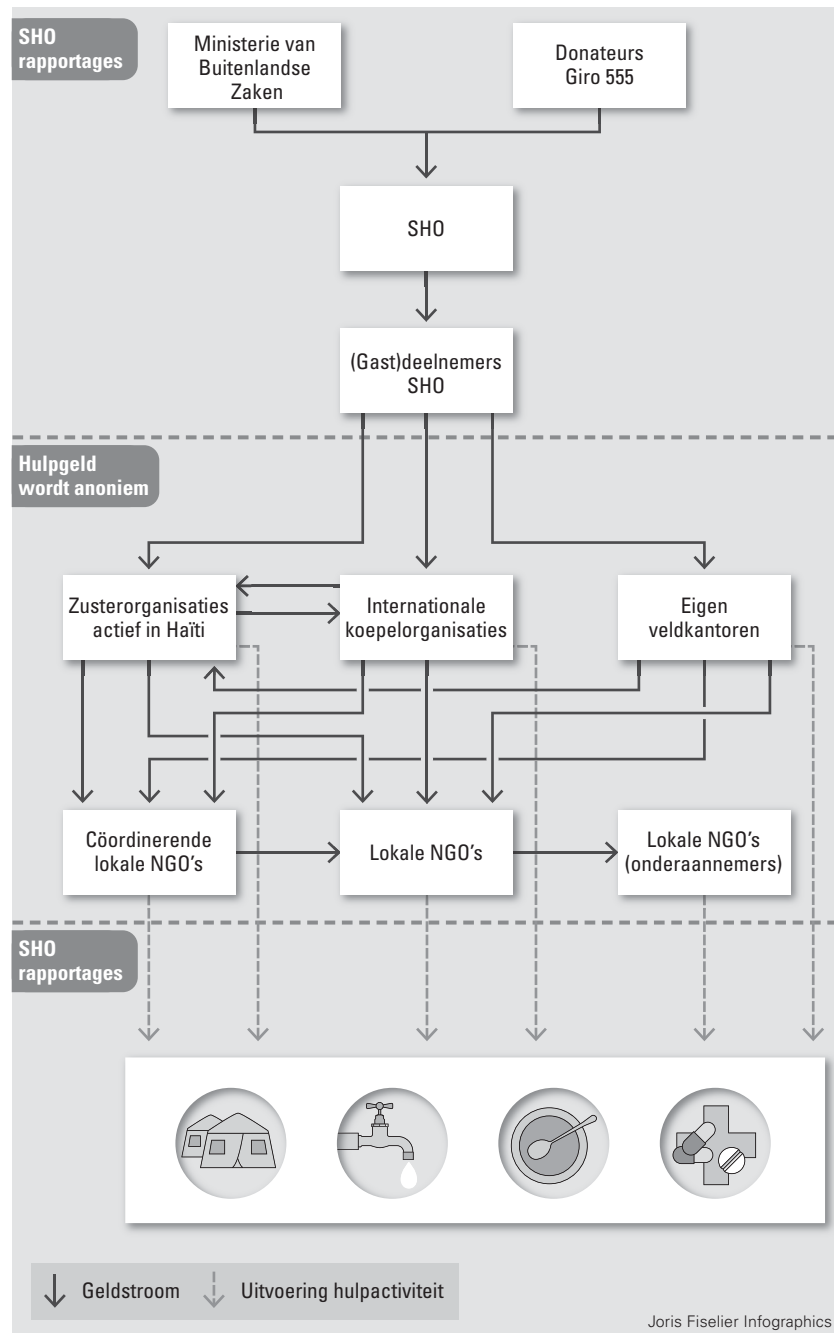 SHO
rapportages
Ministerie van
Buitenlandse
Zaken
Donateurs
Giro 555
SHO
(Gast)deelnemers
SHO
Hulpgeld
wordt anoniem
Zusterorganisaties
actief in Haïti
Internationale
koepelorganisaties
Eigen
veldkantoren
Cöordinerende
lokale NGO's
Lokale NGO's
Lokale NGO's
(onderaannemers)
SHO
rapportages
Geldstroom
Uitvoering hulpactiviteit
Joris Fiselier Infographics